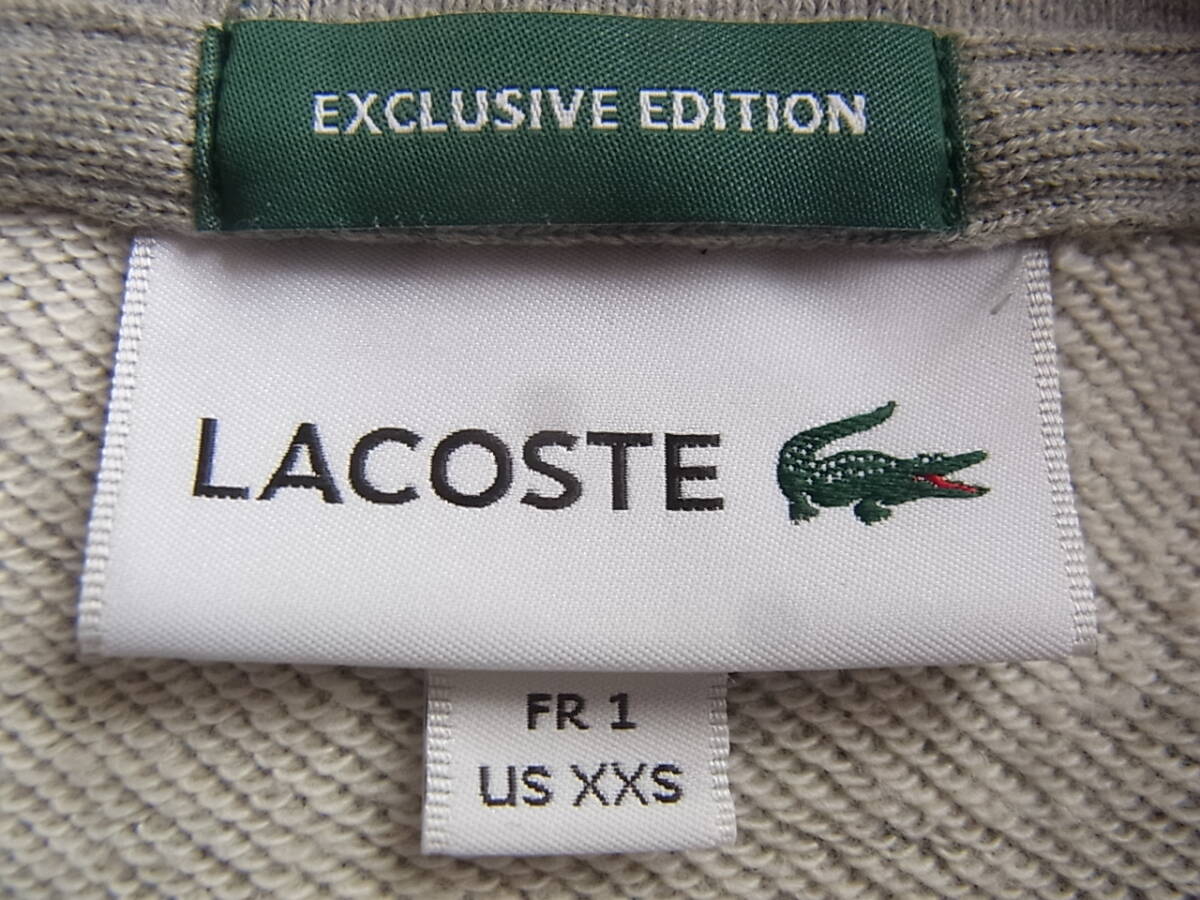 EXCLUSIVE EDITION
LACOSTE
FR 1
US XXS